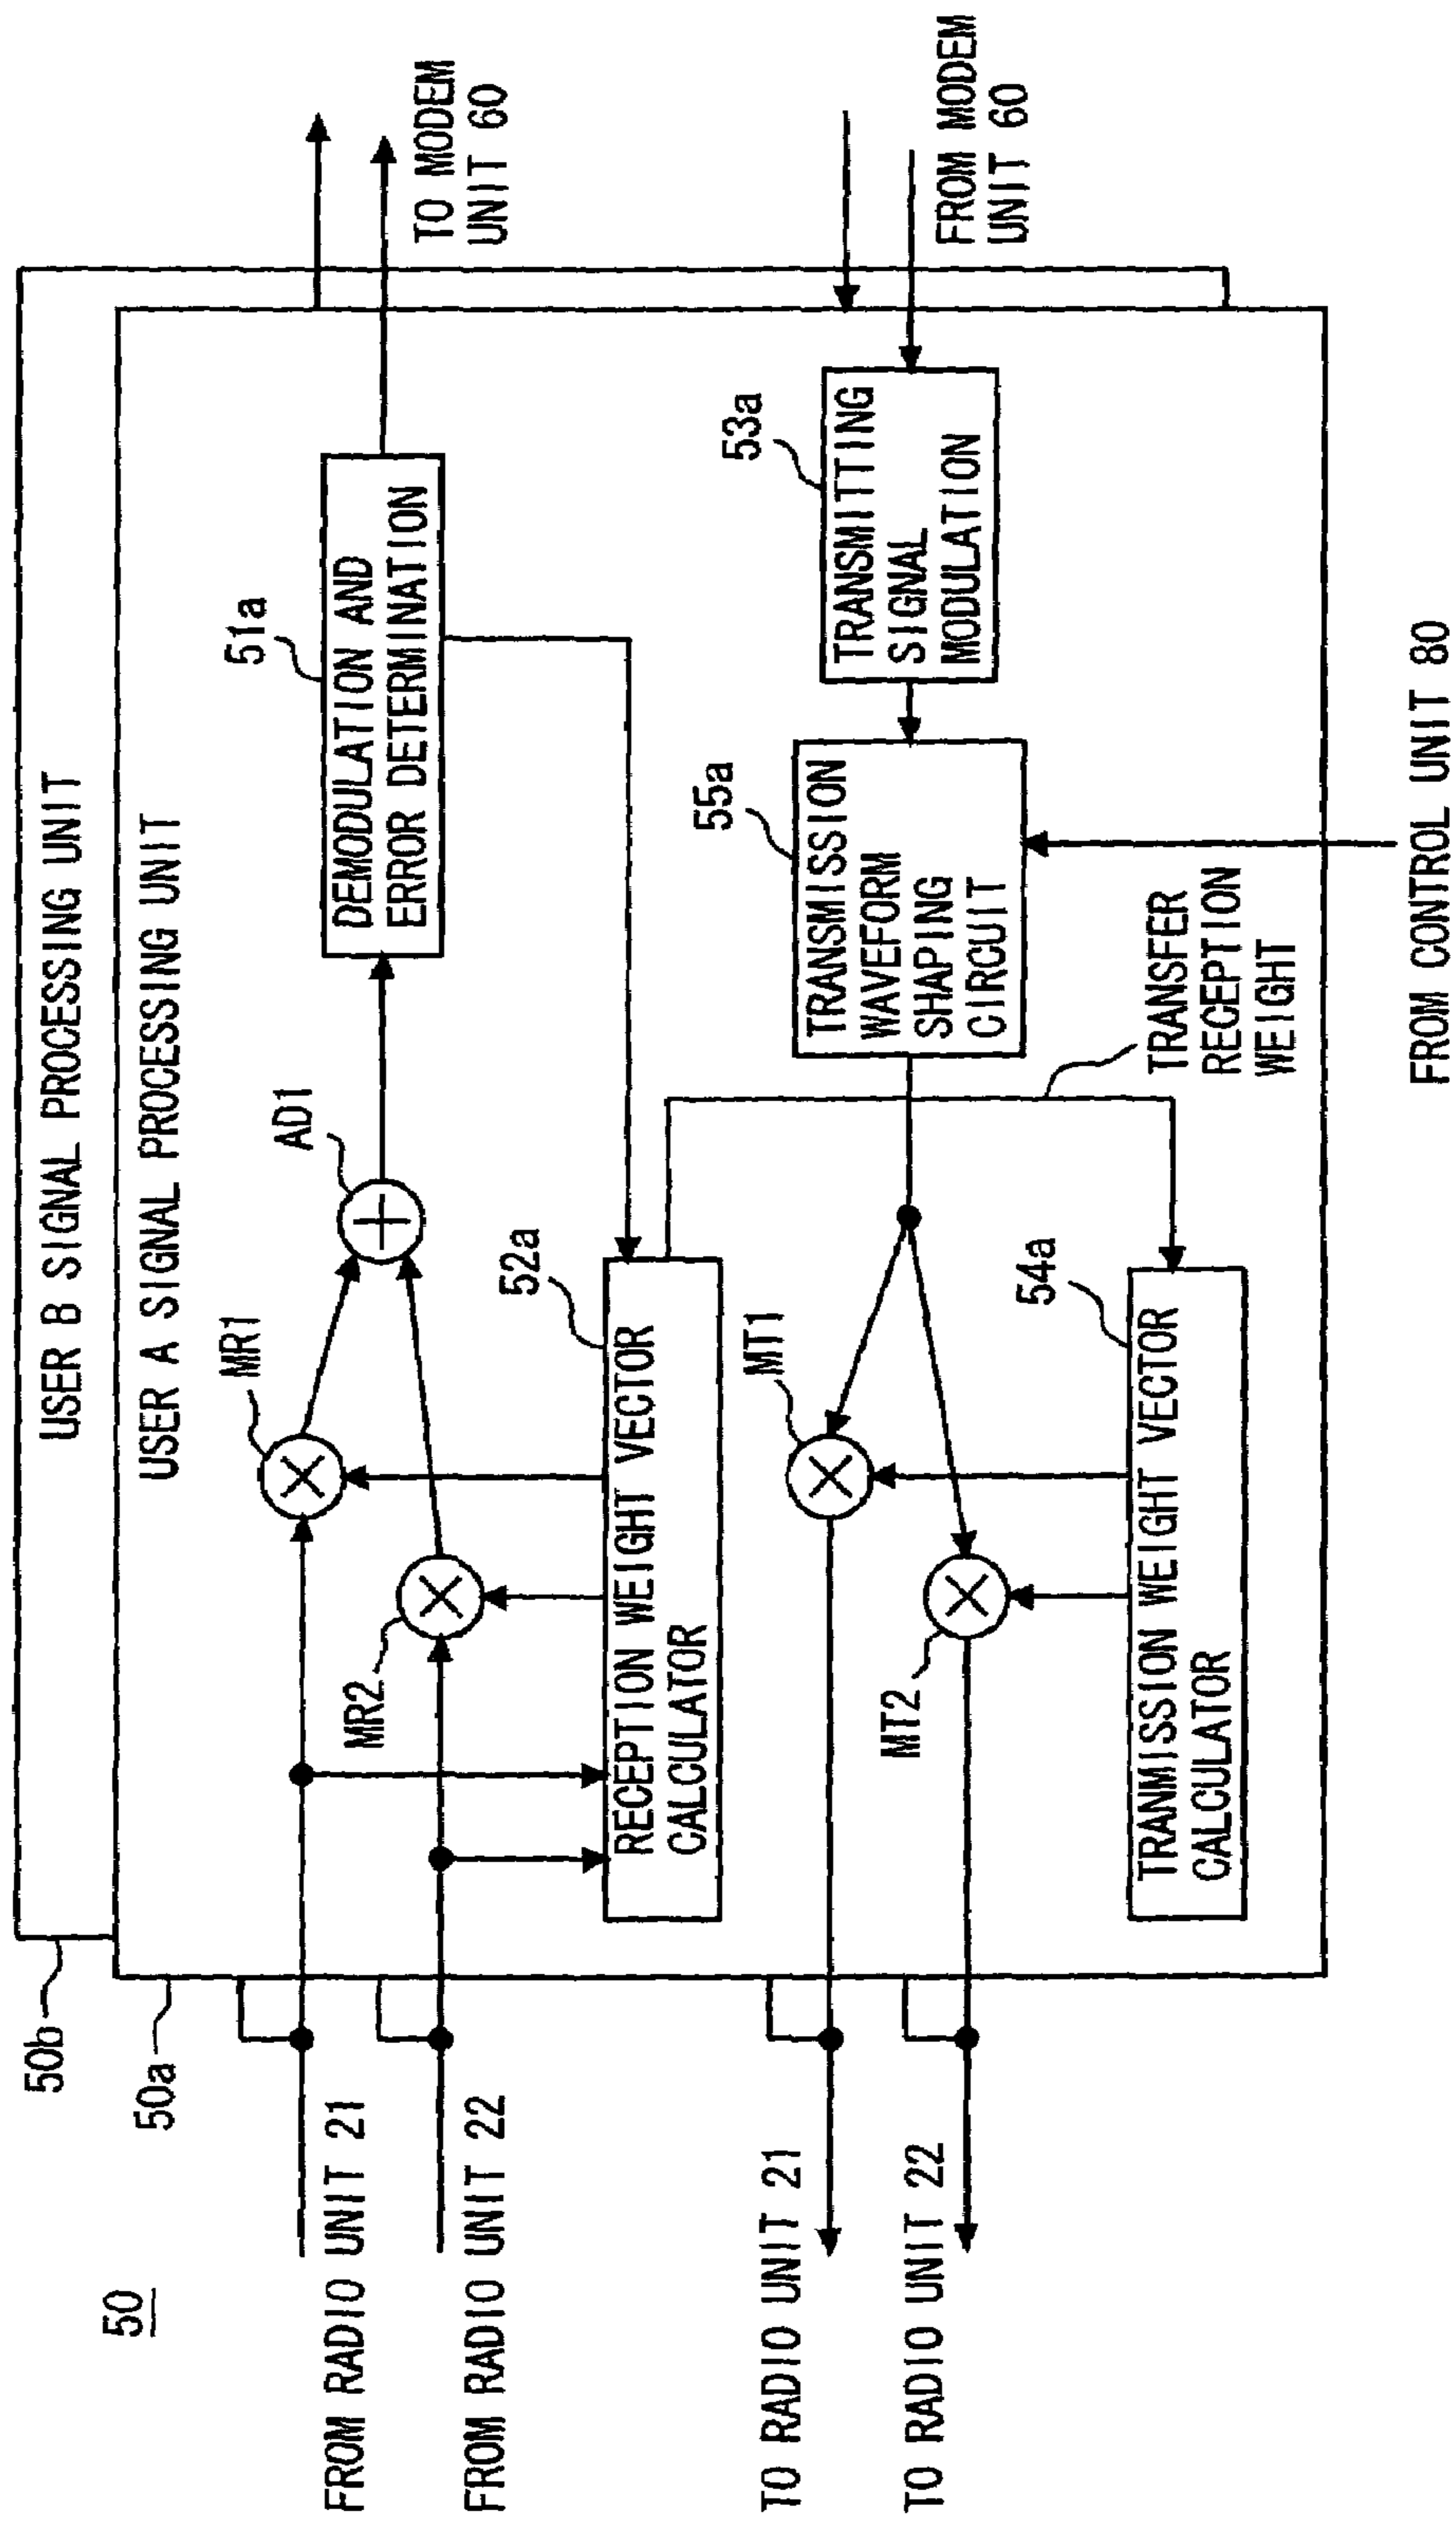 50
50b
USER B SIGNAL PROCESSING UNIT
50a
USER A SIGNAL PROCESSING UNIT
FROM RADIO UNIT 21
FROM RADIO UNIT 22
MR1
MR2
AD1
51a
DEMODULATION AND
ERROR DETERMINATION
TO MODEM
UNIT 60
52a
RECEPTION WEIGHT VECTOR
CALCULATOR
TO RADIO UNIT 21
TO RADIO UNIT 22
MT1
MT2
55a
TRANSMISSION
WAVEFORM
SHAPING
CIRCUIT
53a
TRANSMITTING
SIGNAL
MODULATION
FROM MODEM
UNIT 60
54a
TRANMISSION WEIGHT VECTOR
CALCULATOR
TRANSFER
RECEPTION
WEIGHT
FROM CONTROL UNIT 80